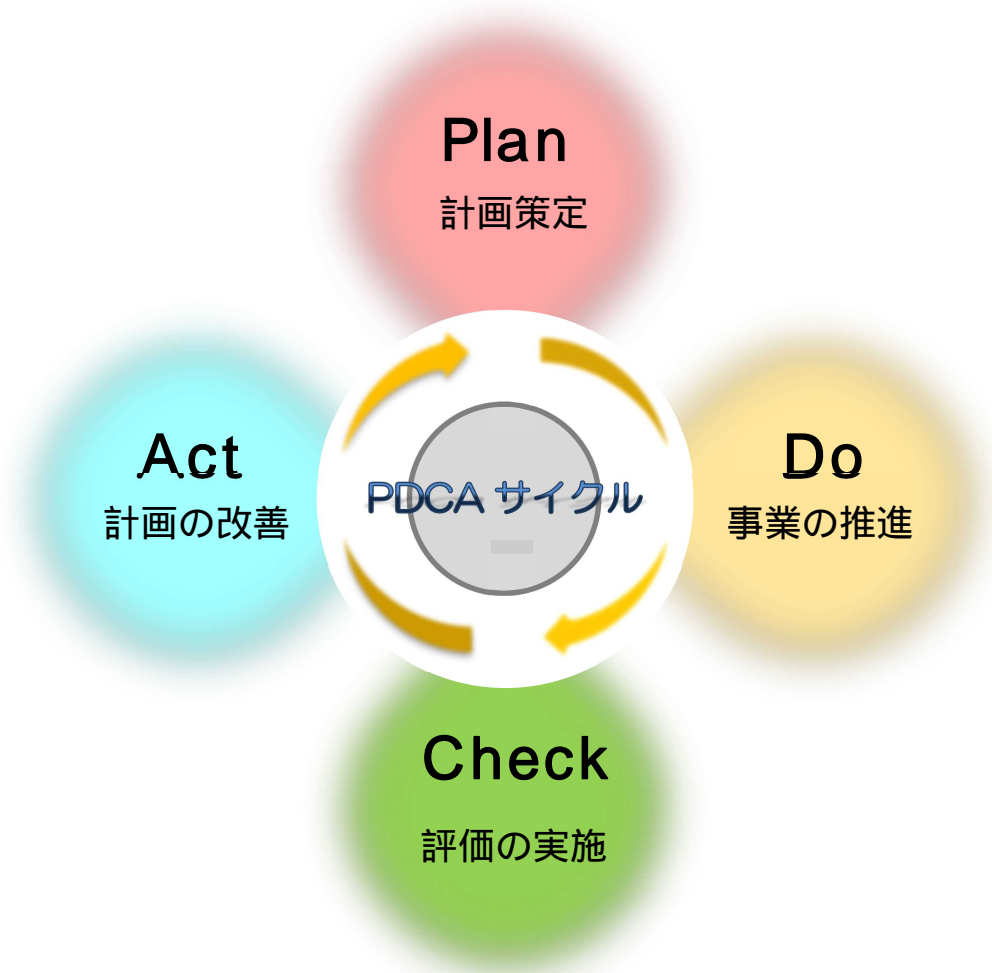 Plan
計画策定
Act
計画の改善
PDCA サイクル
Do
事業の推進
Check
評価の実施